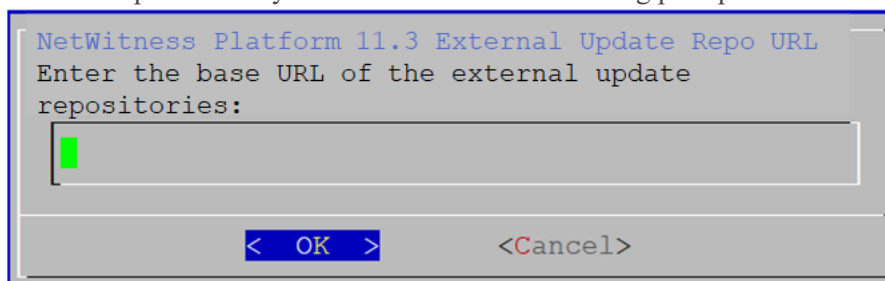 NetWitness Platform 11.3 External Update Repo URL
Enter the base URL of the external update
repositories:
< OK > <Cancel>